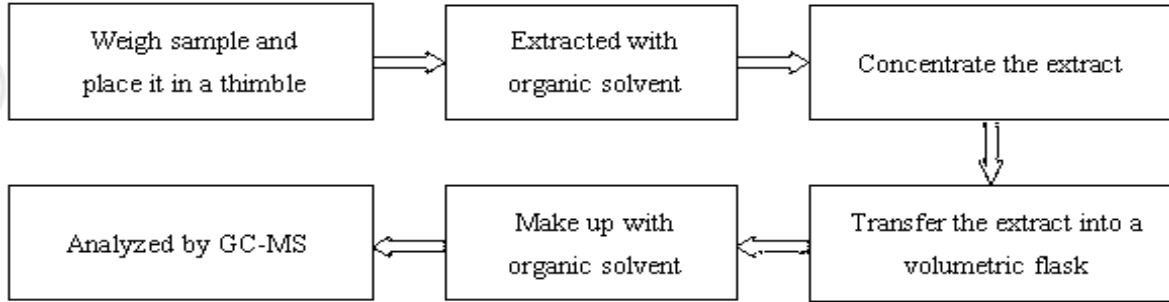 Weigh sample and
place it in a thimble
Extracted with
organic solvent
Concentrate the extract
Transfer the extract into a
volumetric flask
Make up with
organic solvent
Analyzed by GC-MS